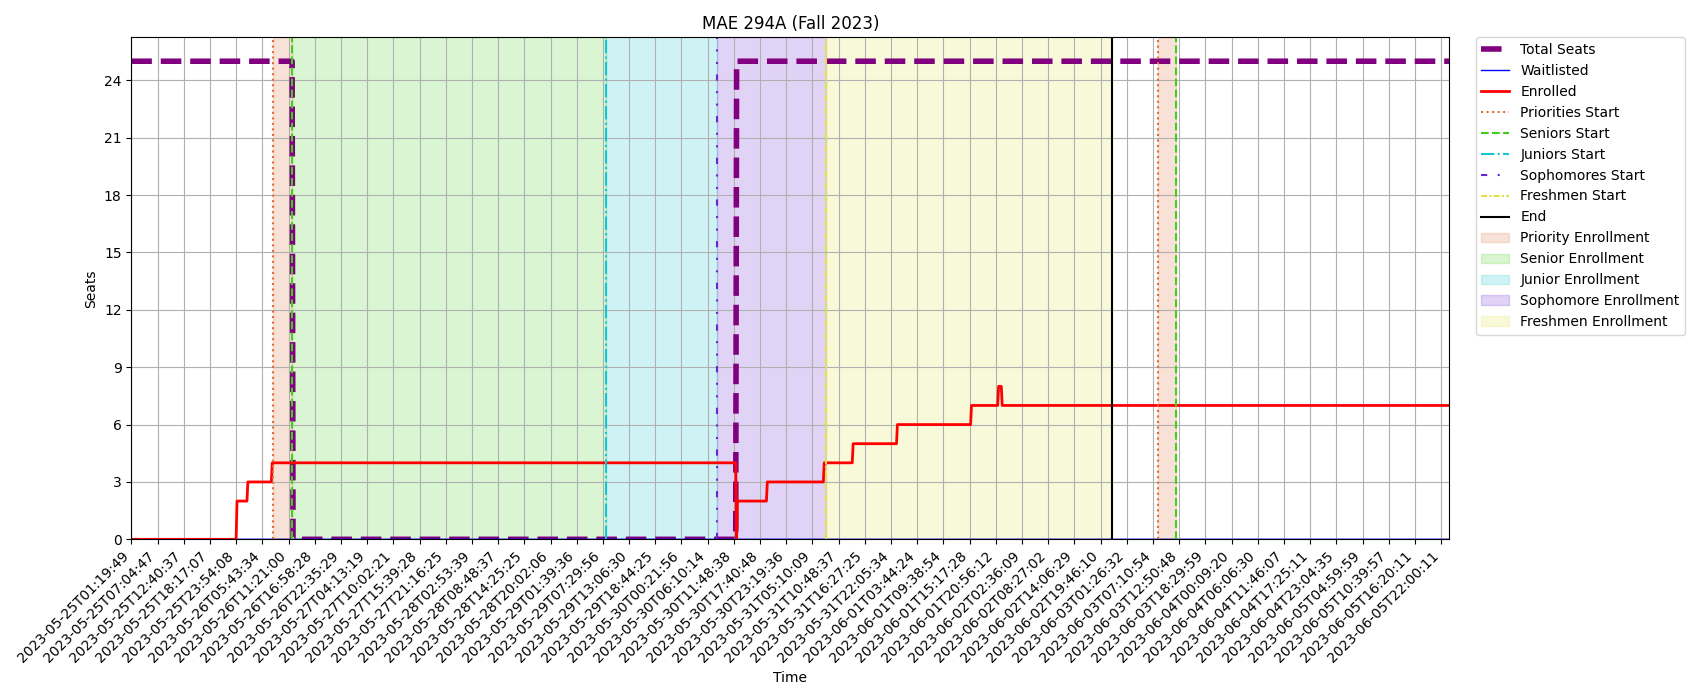 MAE 294A (Fall 2023)
Seats
24
21
18
15
12
9
6
3
0
2023-05-25T01:19:49
2023-05-25T07:04:47
2023-05-25T12:40:37
2023-05-25T18:17:07
2023-05-25T23:54:08
2023-05-26T05:43:34
2023-05-26T11:21:00
2023-05-26T16:58:28
2023-05-26T22:35:29
2023-05-27T04:13:19
2023-05-27T10:02:21
2023-05-27T15:39:28
2023-05-27T21:16:25
2023-05-28T02:53:39
2023-05-28T08:48:37
2023-05-28T14:25:25
2023-05-28T20:02:06
2023-05-29T01:39:36
2023-05-29T07:29:56
2023-05-29T13:06:30
2023-05-29T18:44:25
2023-05-30T00:21:56
2023-05-30T06:10:14
2023-05-30T11:48:38
2023-05-30T17:40:48
2023-05-30T23:19:36
2023-05-31T05:10:09
2023-05-31T10:48:37
2023-05-31T16:27:25
2023-05-31T22:05:34
2023-06-01T03:44:24
2023-06-01T09:38:54
2023-06-01T15:17:28
2023-06-01T20:56:12
2023-06-02T02:36:09
2023-06-02T08:27:02
2023-06-02T14:06:29
2023-06-02T19:46:10
2023-06-03T01:26:32
2023-06-03T07:10:54
2023-06-03T12:50:48
2023-06-03T18:29:59
2023-06-04T00:09:20
2023-06-04T06:06:30
2023-06-04T11:46:07
2023-06-04T17:25:11
2023-06-04T23:04:35
2023-06-05T04:59:59
2023-06-05T10:39:57
2023-06-05T16:20:11
2023-06-05T22:00:11
Time
Total Seats
Waitlisted
Enrolled
Priorities Start
Seniors Start
Juniors Start
Sophomores Start
Freshmen Start
End
Priority Enrollment
Senior Enrollment
Junior Enrollment
Sophomore Enrollment
Freshmen Enrollment